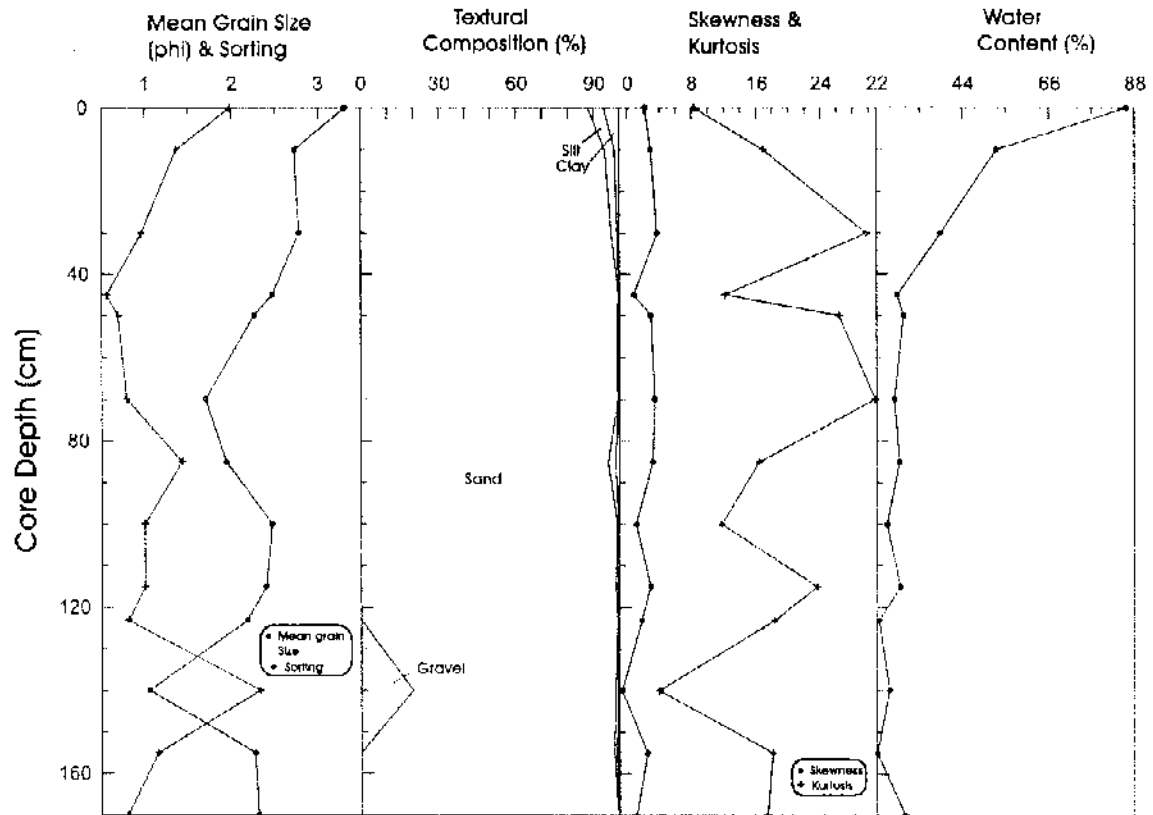 Mean Grain Size
(phi) & Sorting
Textural
Composition (%)
Skewness &
Kurtosis
Water
Content (%)
1 2 3 0 30 60 90 0 8 16 24 22 44 66 88
0
Silt
Clay
40
Core Depth (cm)
80
Sand
120
Mean grain
Size
Sorting
Gravel
160
Skewness
Kurtosis